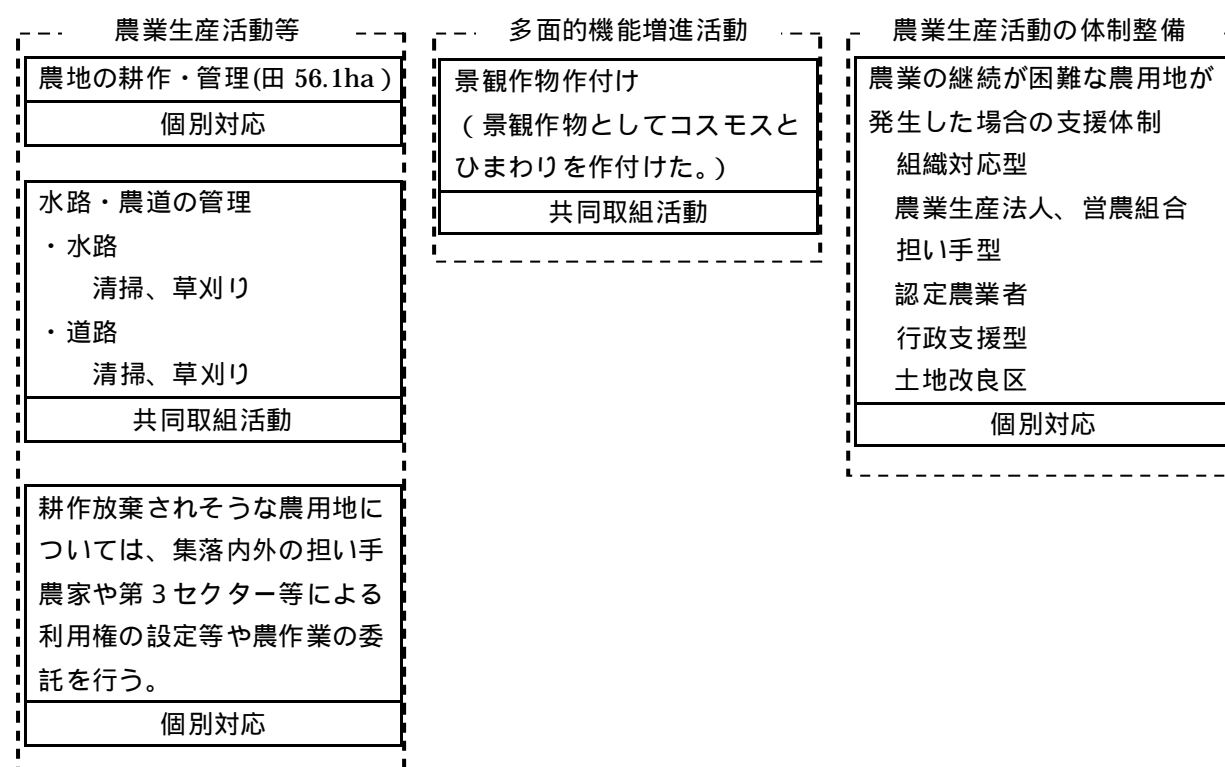 農業生産活動等
農地の耕作・管理(田 56.1ha)
個別対応
水路・農道の管理
・水路
清掃、草刈り
・道路
清掃、草刈り
共同取組活動
耕作放棄されそうな農用地に
ついては、集落内外の担い手
農家や第3セクター等による
利用権の設定等や農作業の委
託を行う。
個別対応
多面的機能増進活動
景観作物作付け
(景観作物としてコスモスと
ひまわりを作付けた。)
共同取組活動
農業生産活動の体制整備
農業の継続が困難な農用地が
発生した場合の支援体制
組織対応型
農業生産法人、営農組合
担い手型
認定農業者
行政支援型
土地改良区
個別対応